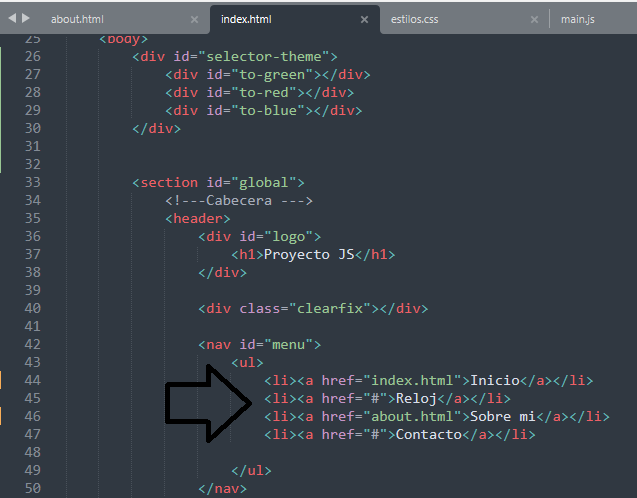 about.html index.html estilos.css main.js
25 <body>
26 <div id="selector-theme">
27 <div id="to-green"></div>
28 <div id="to-red"></div>
29 <div id="to-blue"></div>
30 </div>
31
32
33 <section id="global">
34 <!---Cabecera --->
35 <header>
36 <div id="logo">
37 <h1>Proyecto JS</h1>
38 </div>
39
40 <div class="clearfix"></div>
41
42 <nav id="menu">
43 <ul>
44 <li><a href="index.html">Inicio</a></li>
45 <li><a href="#">Reloj</a></li>
46 <li><a href="about.html">Sobre mi</a></li>
47 <li><a href="#">Contacto</a></li>
48
49 </ul>
50 </nav>